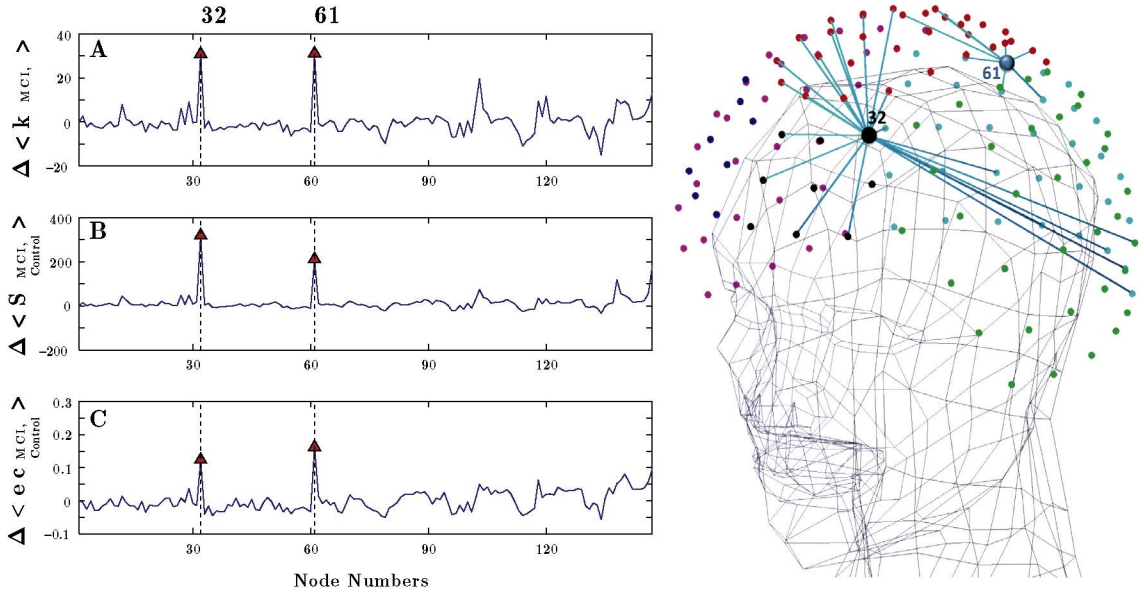 32 61
A
Δ < k MCI, >
40
20
0
−20
30 60 90 120
B
Δ < S MCI, Control >
400
200
0
−200
30 60 90 120
C
Δ < e c MCI, Control >
0.3
0.2
0.1
0
−0.1
30 60 90 120
Node Numbers
61
32